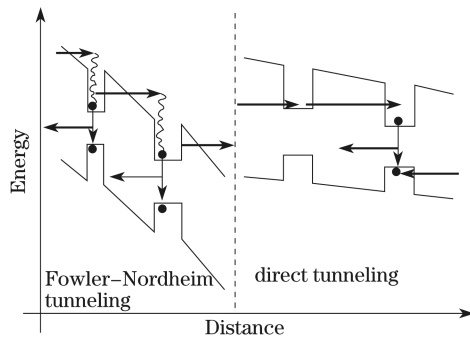 Energy
Fowler–Nordheim
tunneling
direct tunneling
Distance